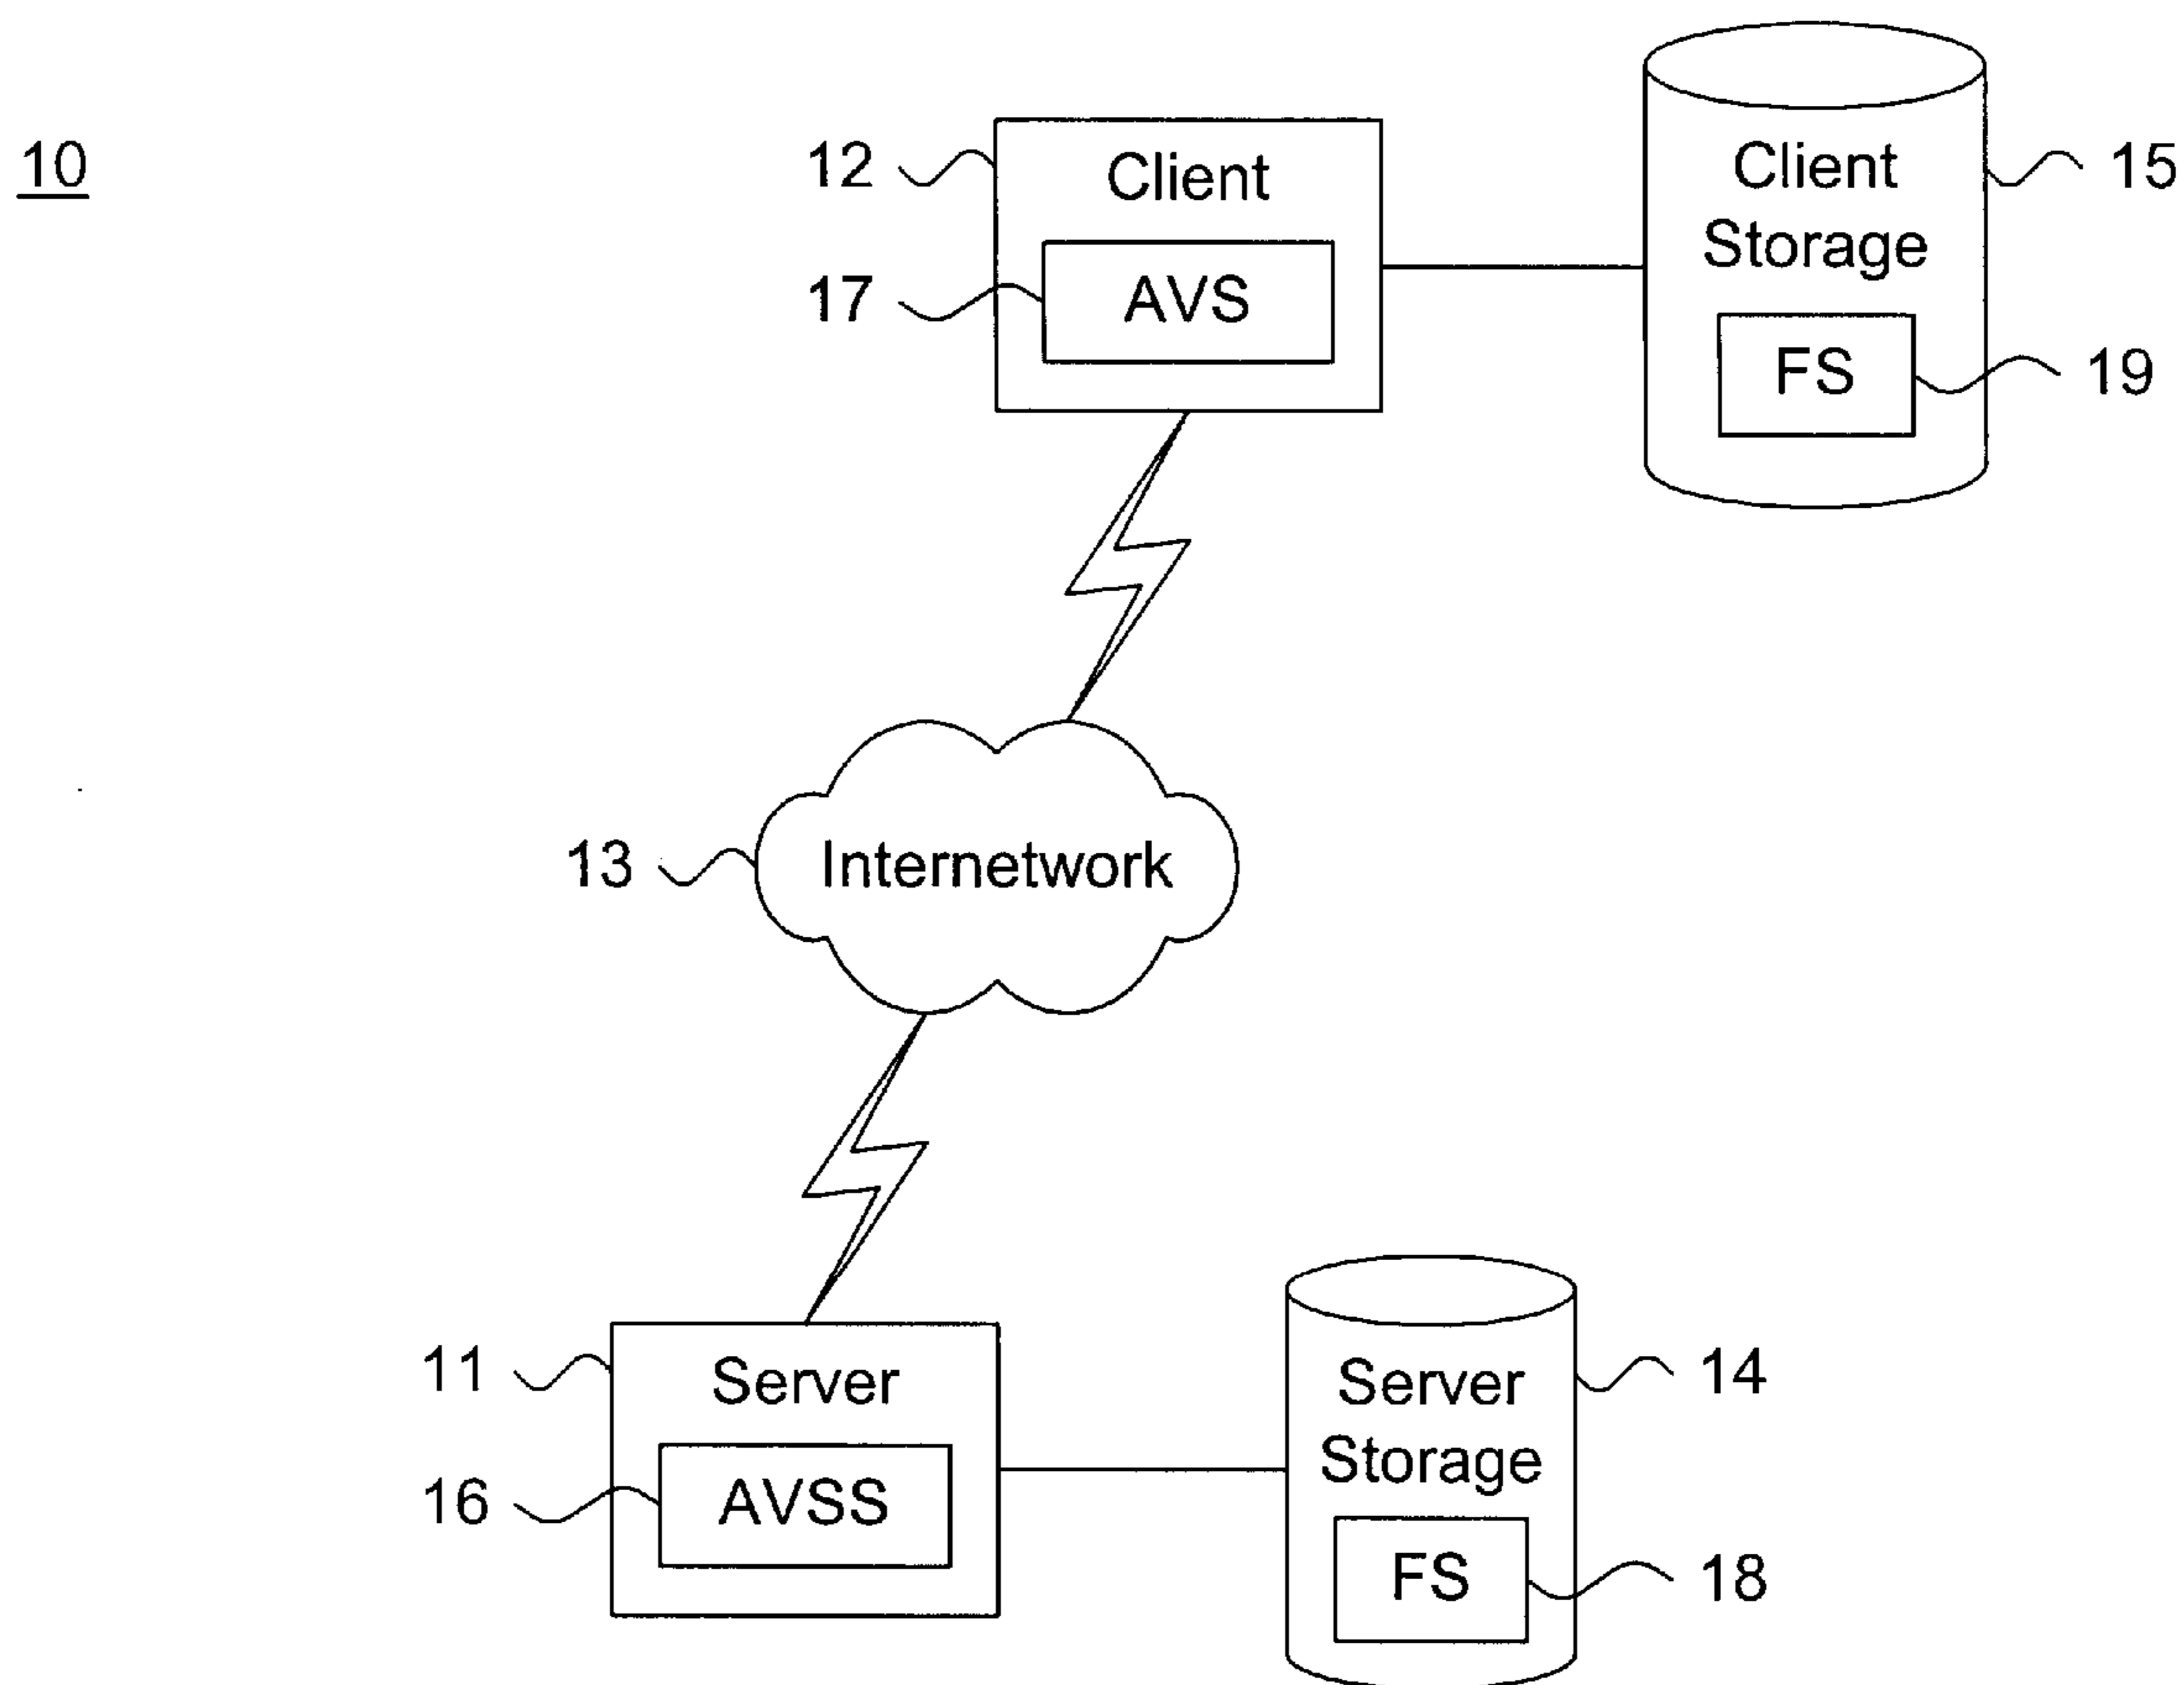 10
12
Client
17
AVS
Client
Storage
15
FS
19
13
Internetwork
11
Server
16
AVSS
Server
Storage
14
FS
18